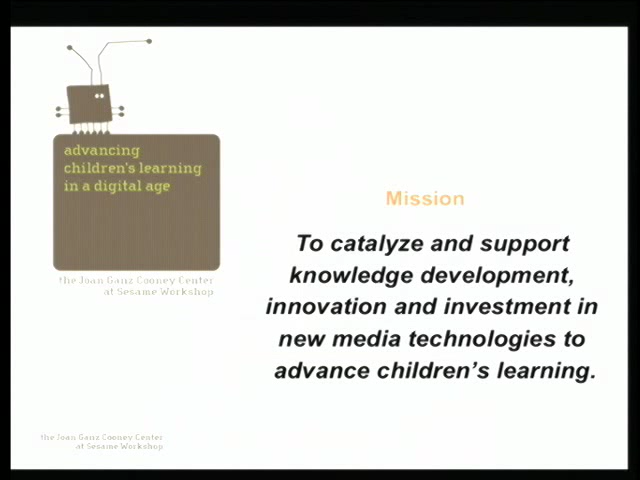 advancing
children's learning
in a digital age
the Joan Ganz Cooney Center
at Sesame Workshop
Mission
To catalyze and support
knowledge development,
innovation and investment in
new media technologies to
advance children's learning.
the Joan Ganz Cooney Center
at Sesame Workshop